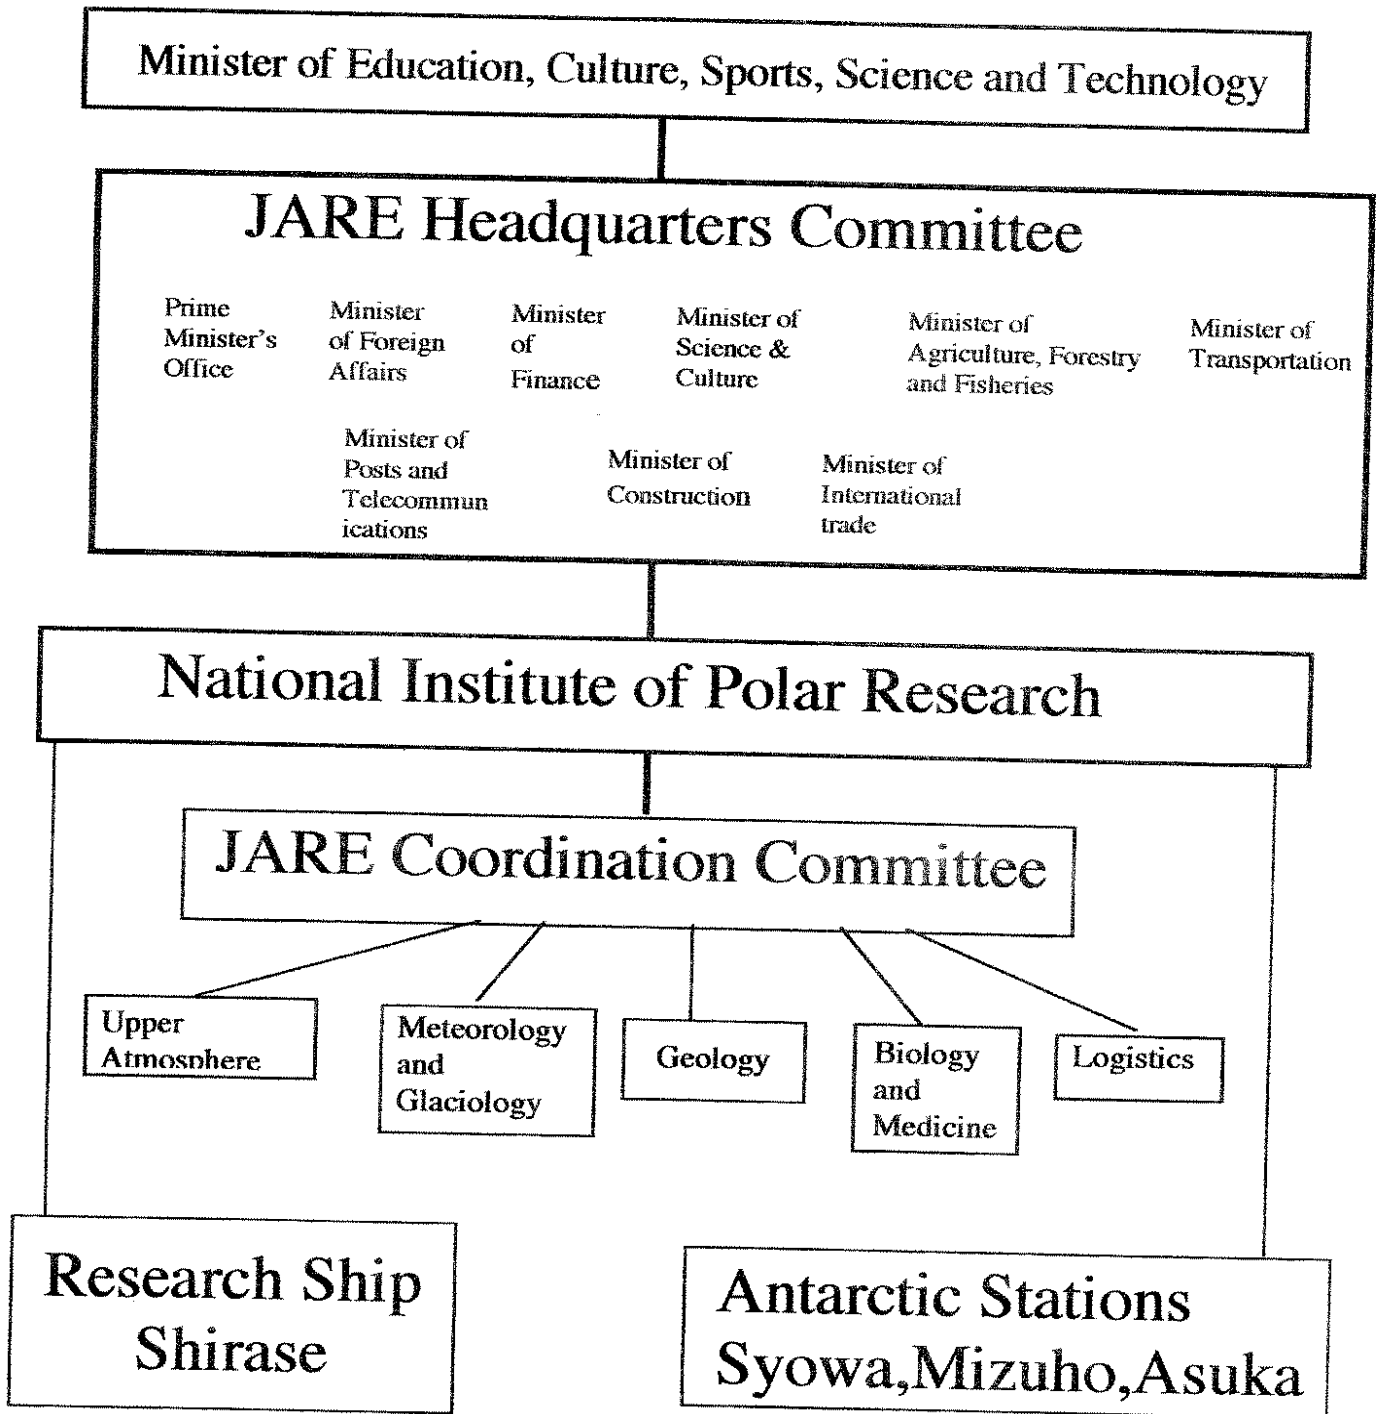 Minister of Education, Culture, Sports, Science and Technology
JARE Headquarters Committee
Prime
Minister's
Office
Minister
of Foreign
Affairs
Minister
of
Finance
Minister of
Science &
Culture
Minister of
Agriculture, Forestry
and Fisheries
Minister of
Transportation
Minister of
Posts and
Telecommun
ications
Minister of
Construction
Minister of
International
trade
National Institute of Polar Research
JARE Coordination Committee
Upper
Atmosphere
Meteorology
and
Glaciology
Geology
Biology
and
Medicine
Logistics
Research Ship
Shirase
Antarctic Stations
Syowa,Mizuho,Asuka